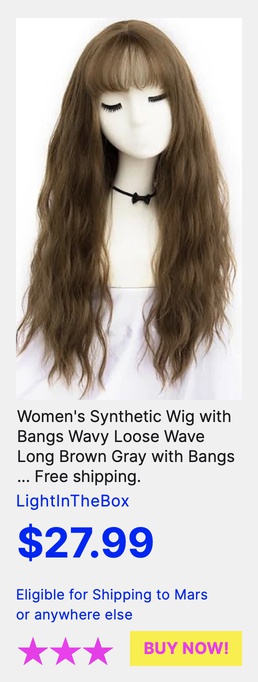 Women's Synthetic Wig with
Bangs Wavy Loose Wave
Long Brown Gray with Bangs
... Free shipping.
LightInTheBox
$27.99
Eligible for Shipping to Mars
or anywhere else
BUY NOW!